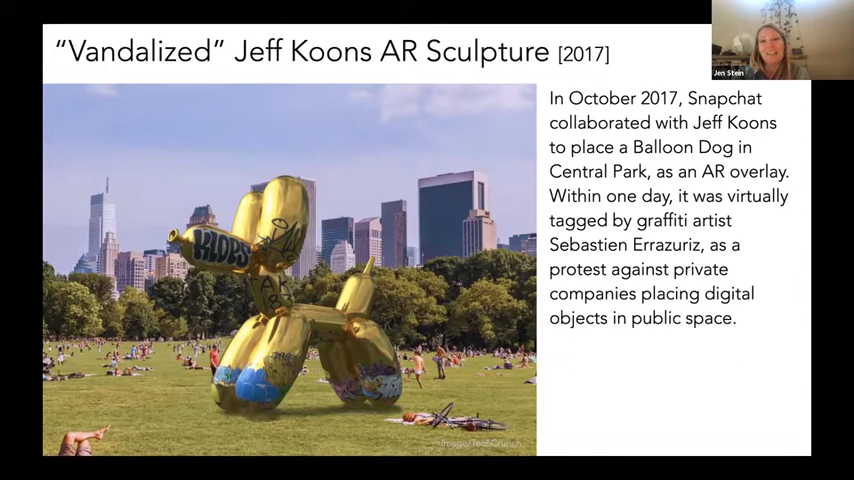 “Vandalized” Jeff Koons AR Sculpture [2017]
Jen Stein
In October 2017, Snapchat
collaborated with Jeff Koons
to place a Balloon Dog in
Central Park, as an AR overlay.
Within one day, it was virtually
tagged by graffiti artist
Sebastien Errazuriz, as a
protest against private
companies placing digital
objects in public space.
KLOPS
Image/TechCrunch